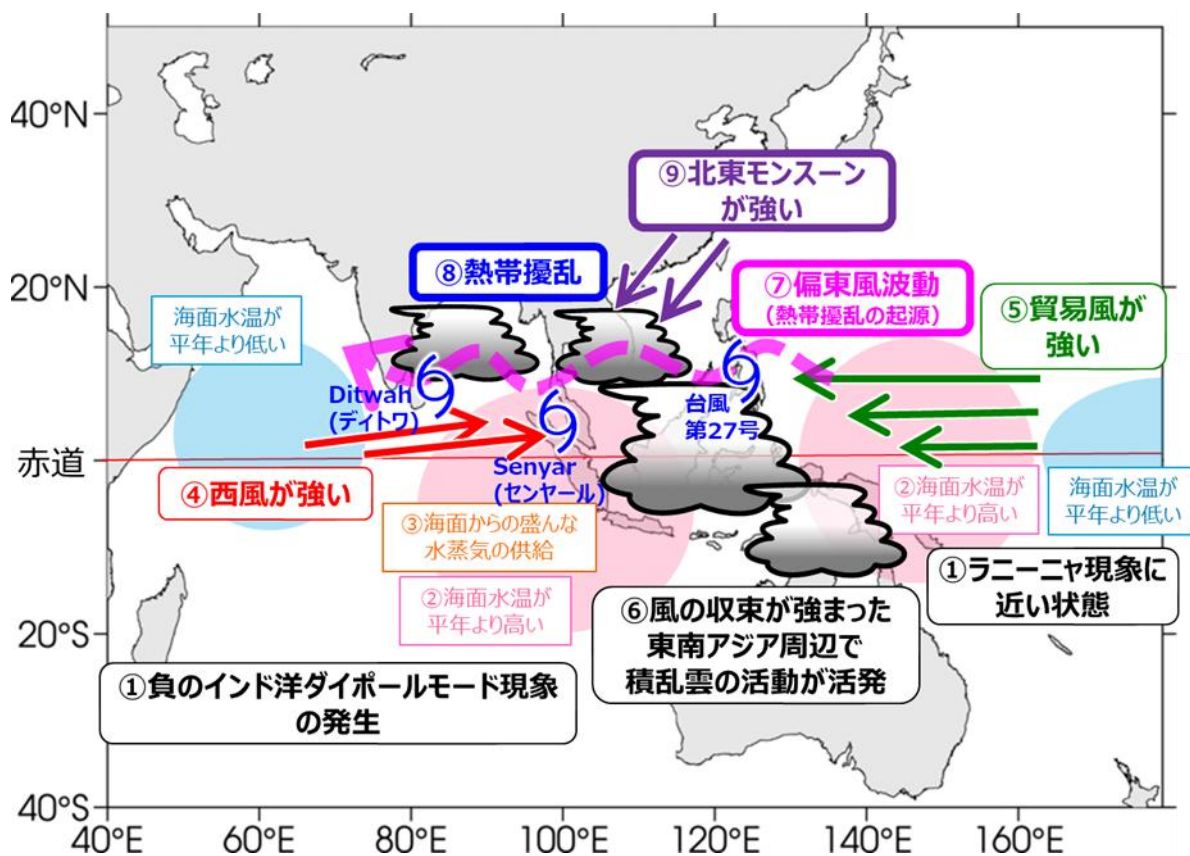 40°N
20°N
赤道
20°S
40°S
40°E
60°E
80°E
100°E
120°E
140°E
160°E
⑨北東モンスーン
が強い
⑧熱帯擾乱
⑦偏東風波動
(熱帯擾乱の起源)
⑤貿易風が
強い
海面水温が
平年より低い
Ditwah
(デイトワ)
台風
第27号
④西風が強い
Senyar
(センヤール)
③海面からの盛んな
水蒸気の供給
②海面水温が
平年より高い
②海面水温が
平年より高い
海面水温が
平年より低い
①ラニーニャ現象に
近い状態
⑥風の収束が強まった
東南アジア周辺で
積乱雲の活動が活発
①負のインド洋ダイポールモード現象
の発生